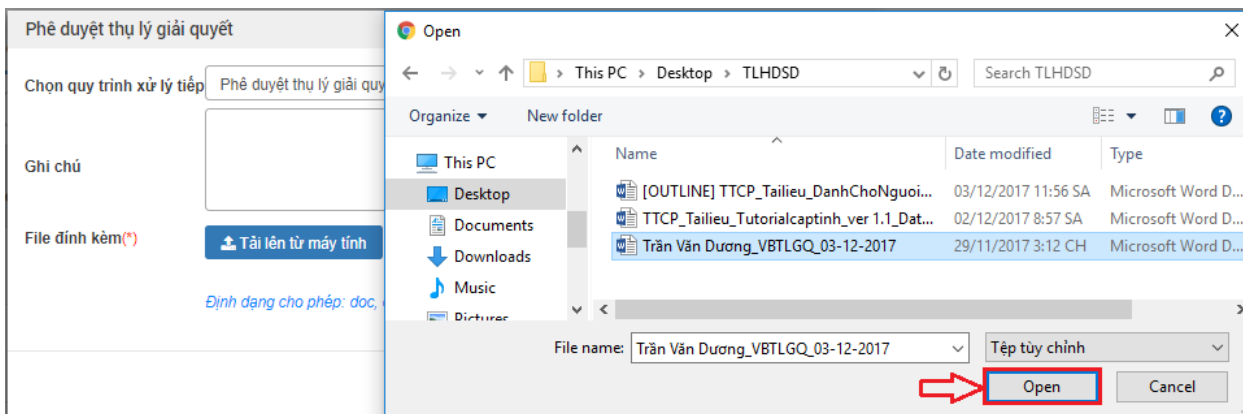 Phê duyệt thụ lý giải quyết
Chọn quy trình xử lý tiếp
Phê duyệt thụ lý giải quy
Ghi chú
File đính kèm(*)
Tải lên từ máy tính
Định dạng cho phép: doc,
Open
This PC > Desktop > TLHDSD
Search TLHDSD
Organize
New folder
This PC
Desktop
Documents
Downloads
Music
Pictures
Name Date modified Type
[OUTLINE] TTCP_Tailieu_DanhChoNguoi... 03/12/2017 11:56 SA Microsoft Word D...
TTCP_Tailieu_Tutorialcaptinh_ver 1.1_Dat... 02/12/2017 8:57 SA Microsoft Word D...
Trần Văn Dương_VBTLGQ_03-12-2017 29/11/2017 3:12 CH Microsoft Word D...
File name: Trần Văn Dương_VBTLGQ_03-12-2017
Tệp tùy chỉnh
Open
Cancel